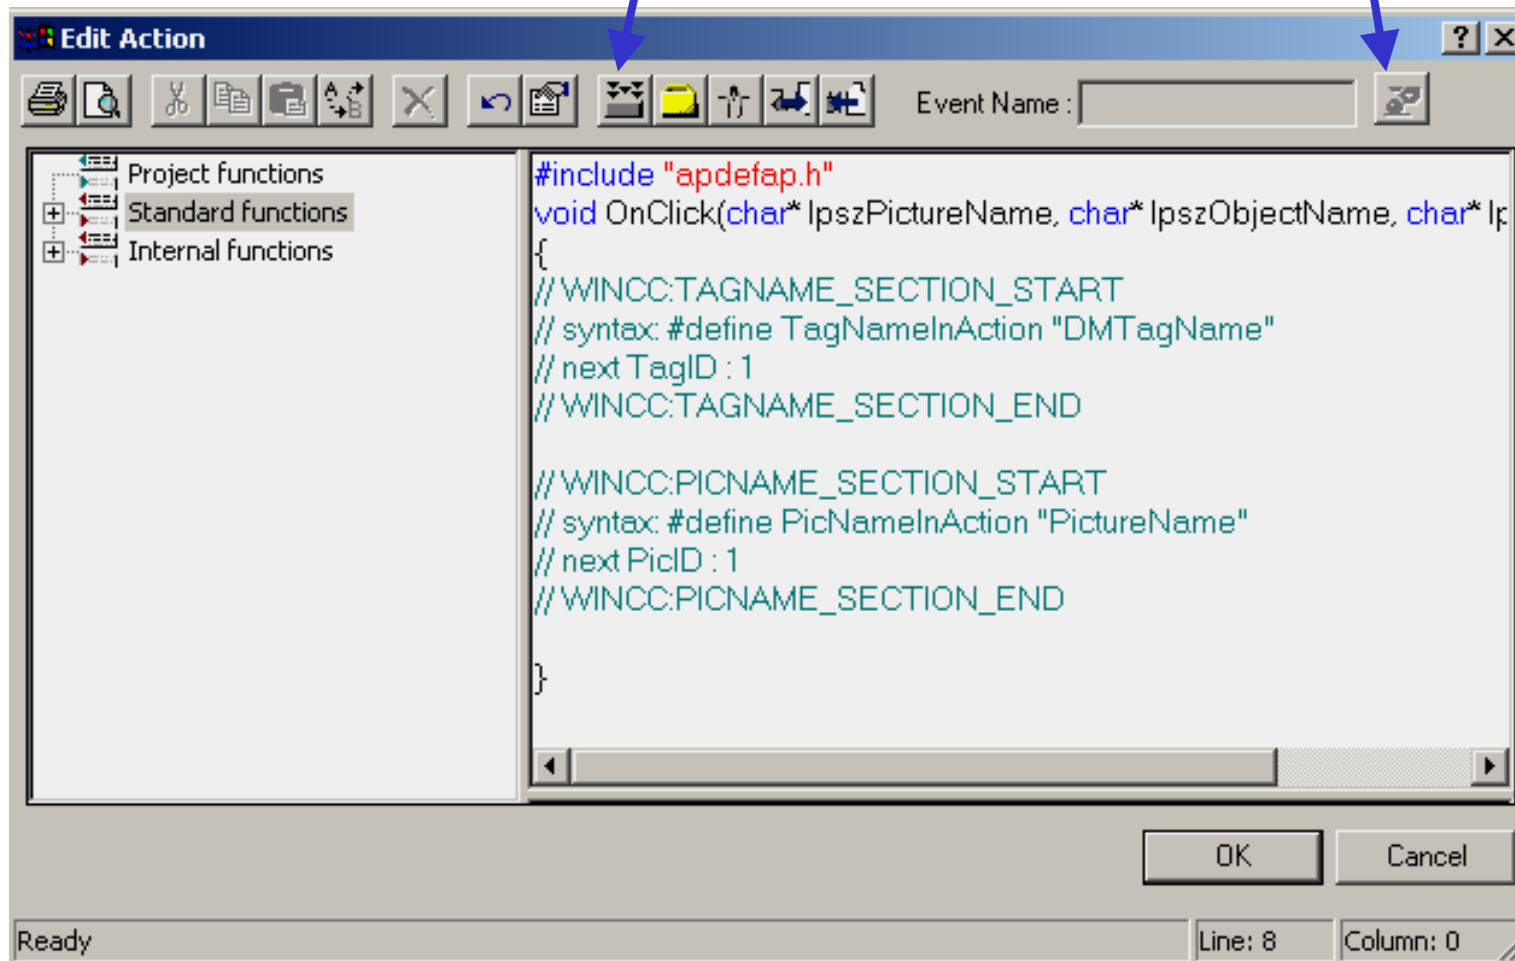 Edit Action
Event Name :
Project functions
Standard functions
Internal functions
#include "apdefap.h"
void OnClick(char* lpszPictureName, char* lpszObjectName, char* lp
{
// WINCC:TAGNAME_SECTION_START
// syntax: #define TagNameInAction "DMTagName"
// next TagID : 1
// WINCC:TAGNAME_SECTION_END
// WINCC:PICNAME_SECTION_START
// syntax: #define PicNameInAction "PictureName"
// next PicID : 1
// WINCC:PICNAME_SECTION_END
}
OK
Cancel
Ready
Line: 8
Column: 0